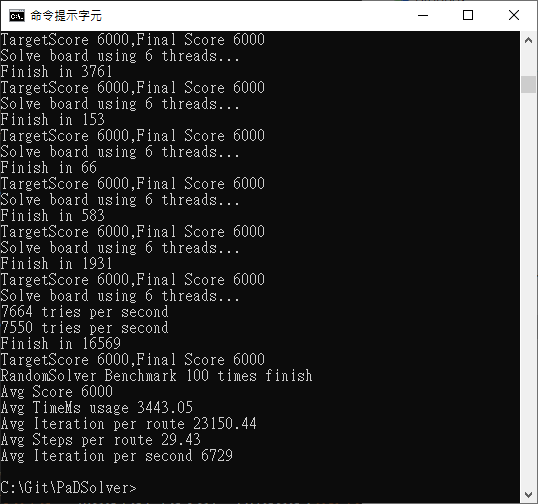 命令提示字元
TargetScore 6000,Final Score 6000
Solve board using 6 threads...
Finish in 3761
TargetScore 6000,Final Score 6000
Solve board using 6 threads...
Finish in 153
TargetScore 6000,Final Score 6000
Solve board using 6 threads...
Finish in 66
TargetScore 6000,Final Score 6000
Solve board using 6 threads...
Finish in 583
TargetScore 6000,Final Score 6000
Solve board using 6 threads...
Finish in 1931
TargetScore 6000,Final Score 6000
Solve board using 6 threads...
7664 tries per second
7550 tries per second
Finish in 16569
TargetScore 6000,Final Score 6000
RandomSolver Benchmark 100 times finish
Avg Score 6000
Avg TimeMs usage 3443.05
Avg Iteration per route 23150.44
Avg Steps per route 29.43
Avg Iteration per second 6729
C:\Git\PaDSolver>